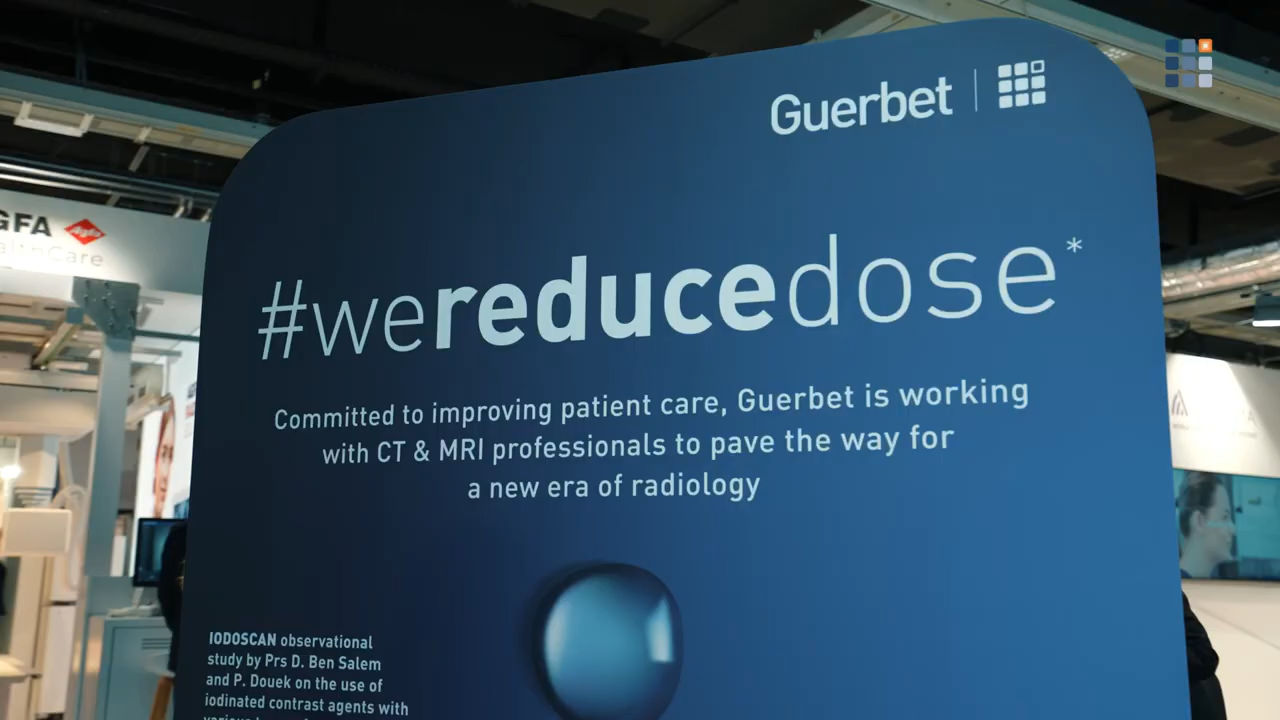 Guerbet
#wereducedose*
Committed to improving patient care, Guerbet is working
with CT & MRI professionals to pave the way for
a new era of radiology
IODOSCAN observational
study by Prs D. Ben Salem
and P. Douek on the use of
iodinated contrast agents with
GFA
Agfa